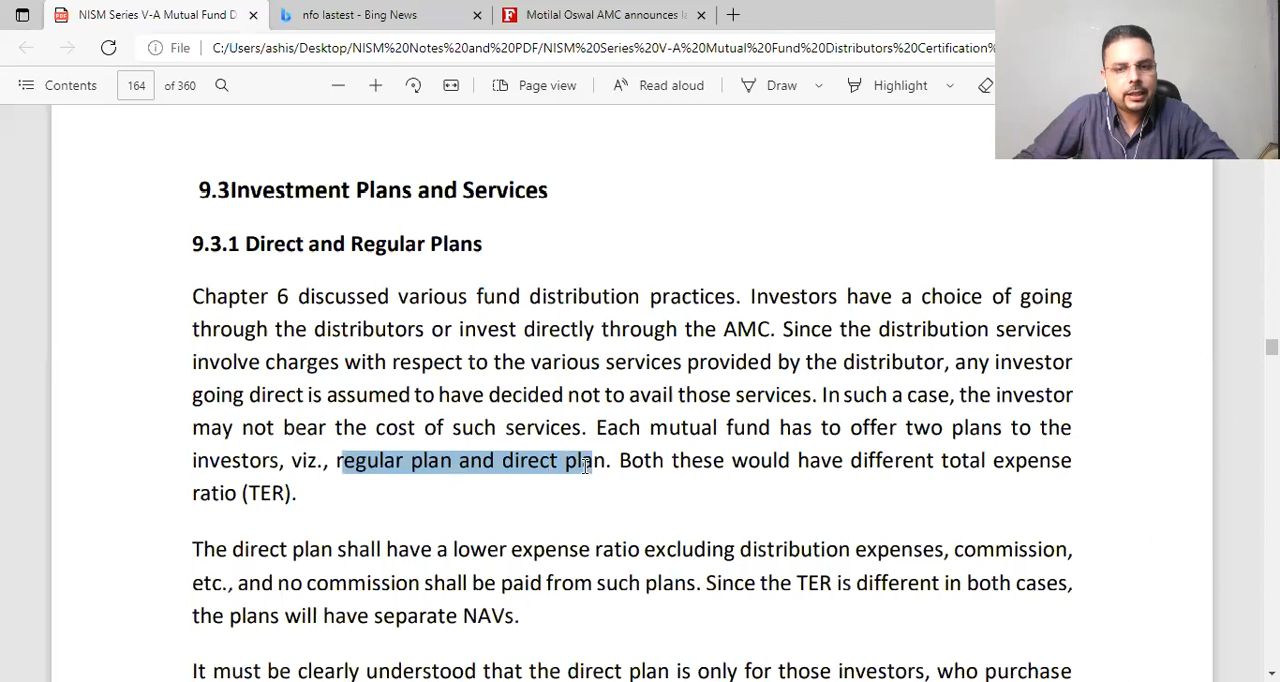 NISM Series V-A Mutual Fund D
nfo lastest - Bing News
Motilal Oswal AMC announces la
File
C:/Users/ashis/Desktop/NISM%20Notes%20and%20PDF/NISM%20Series%20V-A%20Mutual%20Fund%20Distributors%20Certification%
Contents
164
of 360
Page view
Read aloud
Draw
Highlight
9.3Investment Plans and Services
9.3.1 Direct and Regular Plans
Chapter 6 discussed various fund distribution practices. Investors have a choice of going
through the distributors or invest directly through the AMC. Since the distribution services
involve charges with respect to the various services provided by the distributor, any investor
going direct is assumed to have decided not to avail those services. In such a case, the investor
may not bear the cost of such services. Each mutual fund has to offer two plans to the
investors, viz., regular plan and direct plan. Both these would have different total expense
ratio (TER).
The direct plan shall have a lower expense ratio excluding distribution expenses, commission,
etc., and no commission shall be paid from such plans. Since the TER is different in both cases,
the plans will have separate NAVs.
It must be clearly understood that the direct plan is only for those investors, who purchase